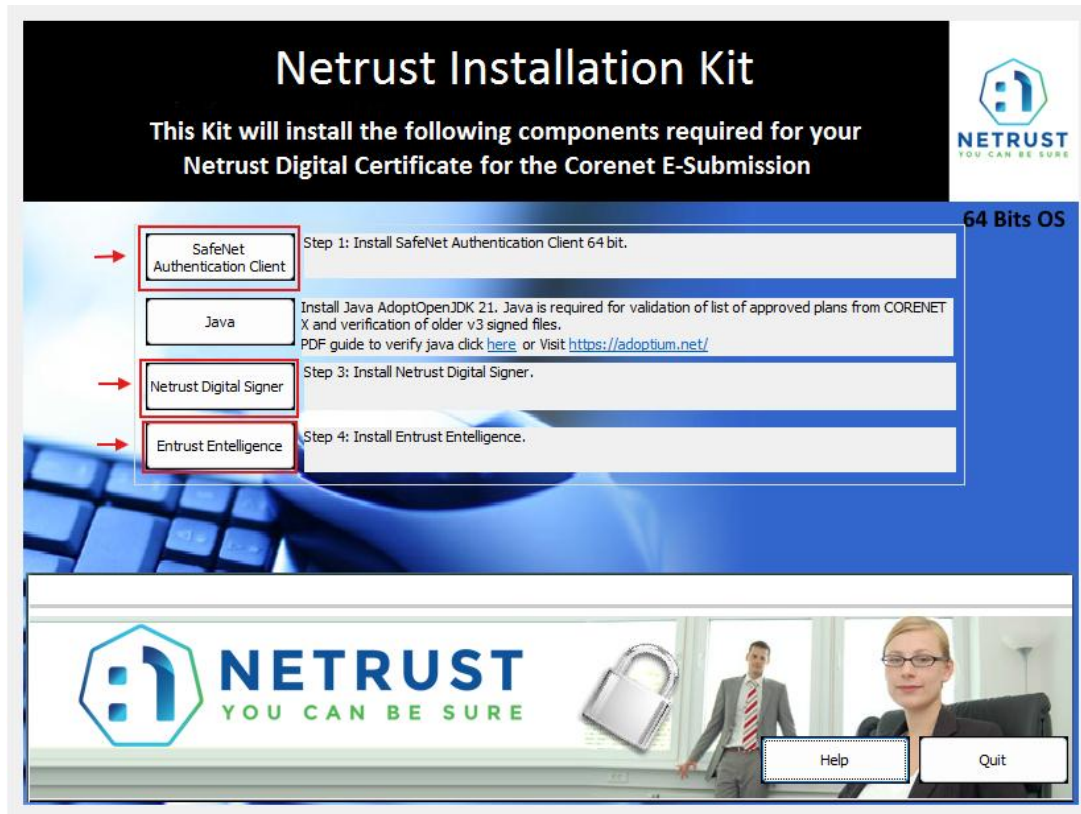 Netrust Installation Kit
This Kit will install the following components required for your
Netrust Digital Certificate for the Corenet E-Submission
NETRUST
YOU CAN BE SURE
64 Bits OS
SafeNet
Authentication Client
Step 1: Install SafeNet Authentication Client 64 bit.
Java
Install Java AdoptOpenJDK 21. Java is required for validation of list of approved plans from CORENET
X and verification of older v3 signed files.
PDF guide to verify java click here or Visit https://adoptium.net/
Netrust Digital Signer
Step 3: Install Netrust Digital Signer.
Entrust Entelligence
Step 4: Install Entrust Entelligence.
NETRUST
YOU CAN BE SURE
Help
Quit